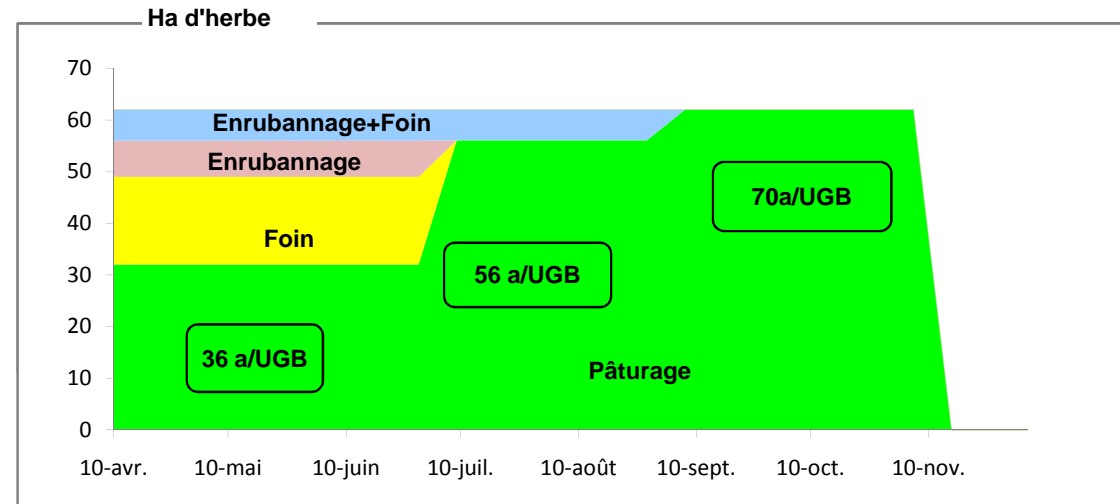 Ha d'herbe
70
60
50
40
30
20
10
0
Enrubannage+Foin
Enrubannage
Foin
70a/UGB
56 a/UGB
36 a/UGB
Pâturage
10-avr. 10-mai 10-juin 10-juil. 10-août 10-sept. 10-oct. 10-nov.